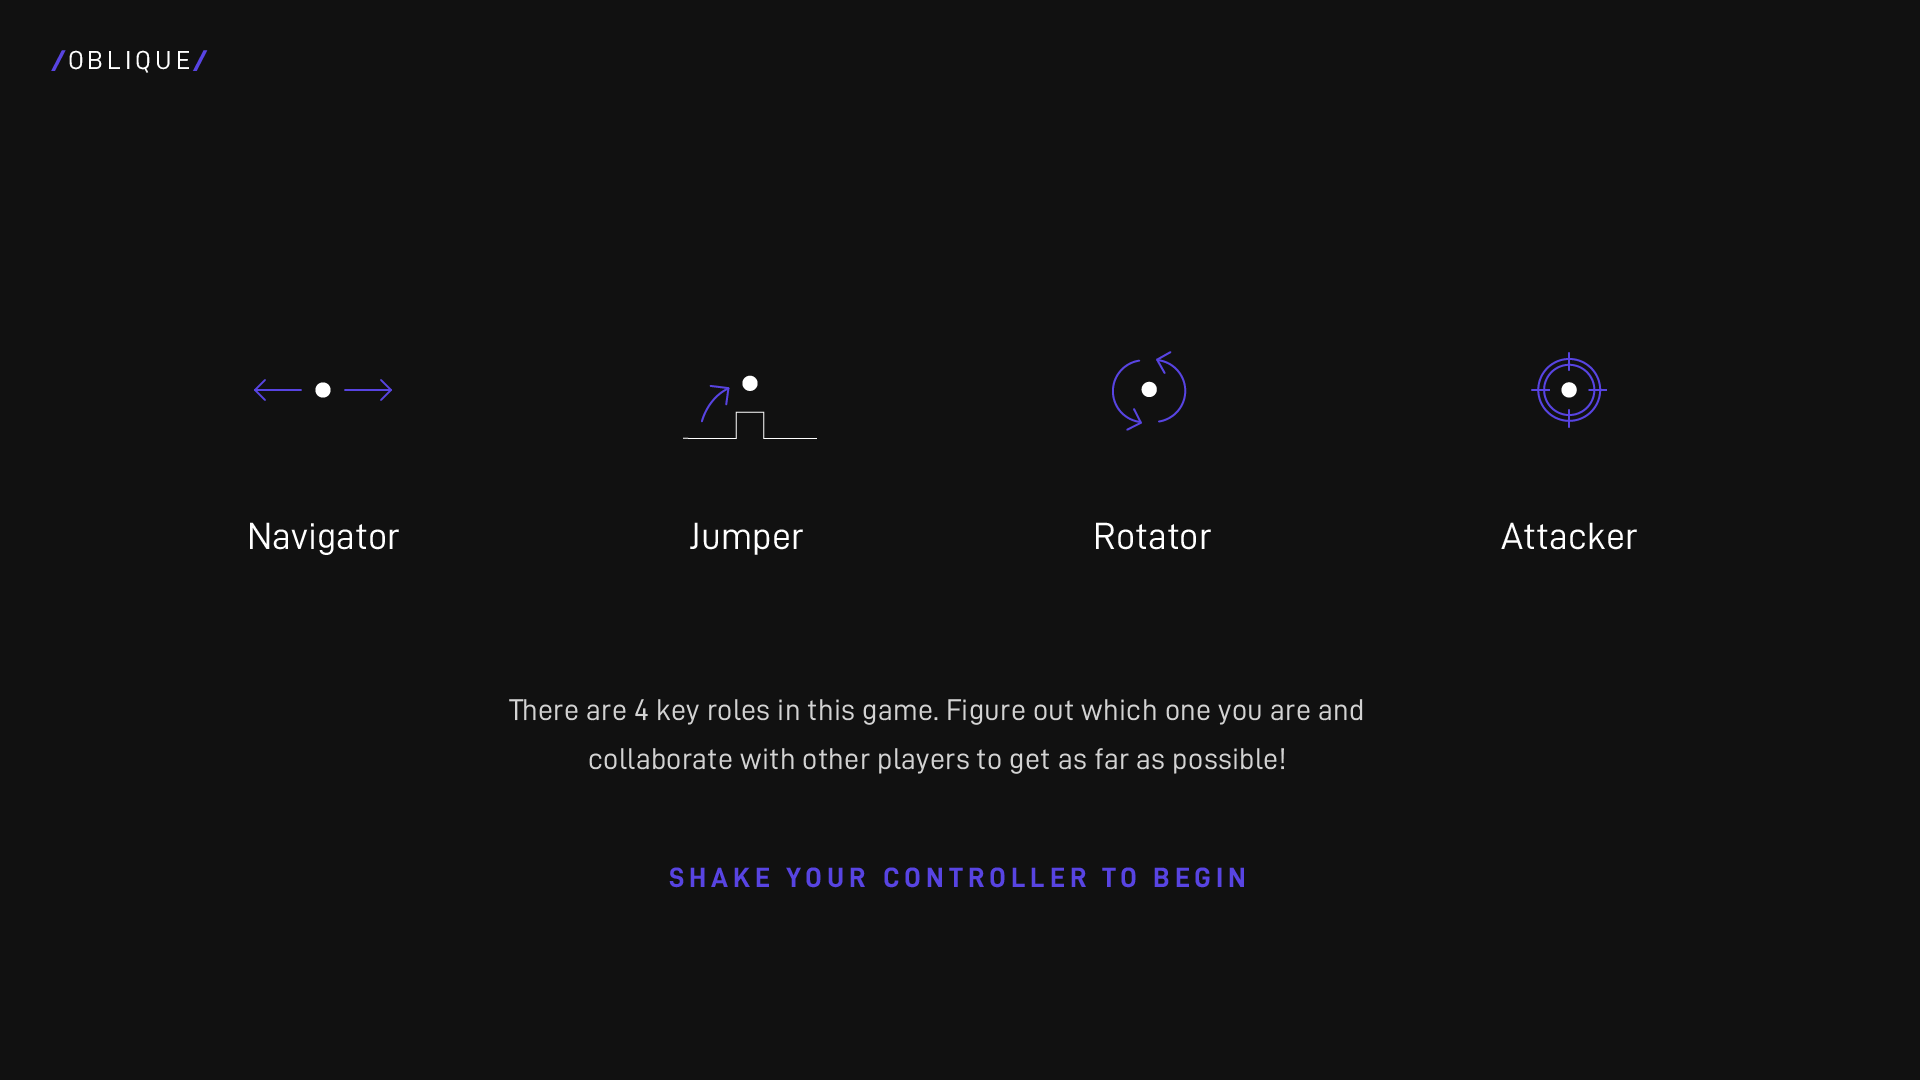 /OBLIQUE/
Navigator
Jumper
Rotator
Attacker
There are 4 key roles in this game. Figure out which one you are and
collaborate with other players to get as far as possible!
SHAKE YOUR CONTROLLER TO BEGIN